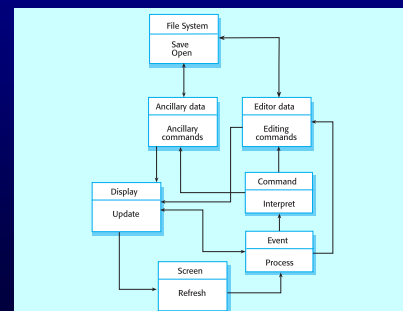 File System
Save
Open
Ancillary data
Ancillary
commands
Editor data
Editing
commands
Display
Update
Command
Interpret
Event
Process
Screen
Refresh